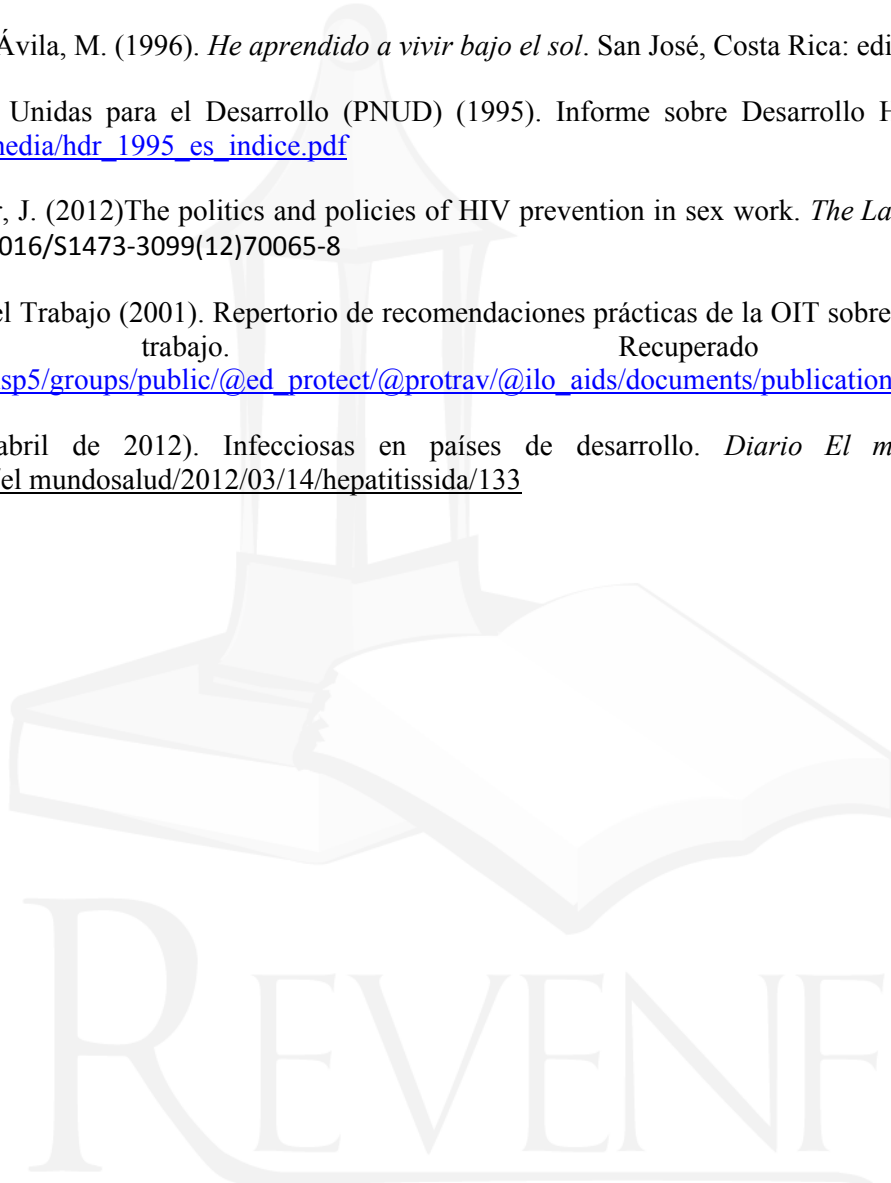 Ávila, M. (1996). He aprendido a vivir bajo el sol. San José, Costa Rica: edi
Unidas para el Desarrollo (PNUD) (1995). Informe sobre Desarrollo H
media/hdr_1995_es_indice.pdf
r, J. (2012)The politics and policies of HIV prevention in sex work. The La
016/S1473-3099(12)70065-8
el Trabajo (2001). Repertorio de recomendaciones prácticas de la OIT sobre
trabajo. Recuperado
sp5/groups/public/@ed_protect/@protrav/@ilo_aids/documents/publication
abril de 2012). Infecciosas en países de desarrollo. Diario El m
el mundosalud/2012/03/14/hepatitissida/133
REVENF